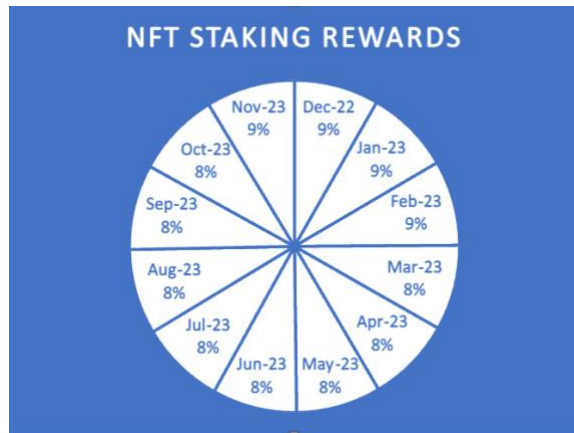 NFT STAKING REWARDS
Dec-22
9%
Jan-23
9%
Feb-23
9%
Mar-23
8%
Apr-23
8%
May-23
8%
Jun-23
8%
Jul-23
8%
Aug-23
8%
Sep-23
8%
Oct-23
8%
Nov-23
9%